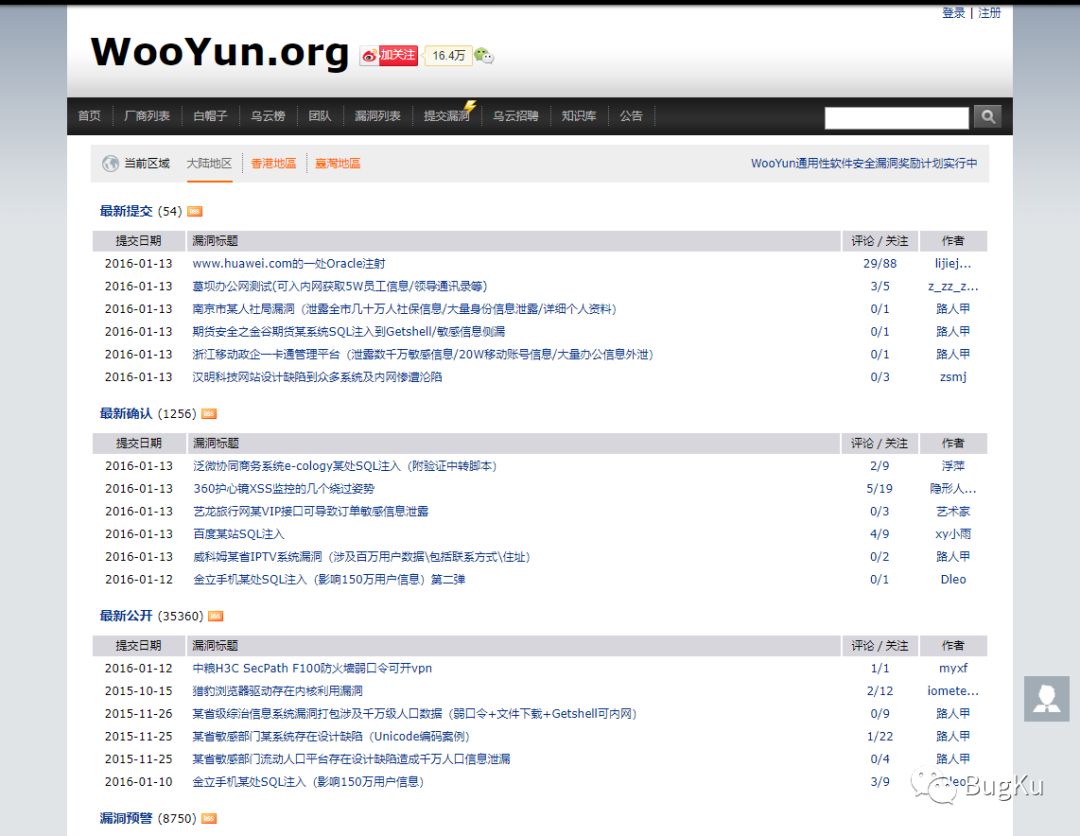 登录 | 注册
WooYun.org 加关注 16.4万
首页 厂商列表 白帽子 乌云榜 团队 漏洞列表 提交漏洞 乌云招聘 知识库 公告
当前区域 大陆地区 香港地區 臺灣地區 WooYun通用性软件安全漏洞奖励计划实行中
最新提交 (54) RSS
提交日期 漏洞标题 评论 / 关注 作者
2016-01-13 www.huawei.com的一处Oracle注射 29/88 lijiej...
2016-01-13 葛坝办公网测试(可入内网获取5W员工信息/领导通讯录等) 3/5 z_zz_z...
2016-01-13 南京市某人社局漏洞（泄露全市几十万人社保信息/大量身份信息泄露/详细个人资料） 0/1 路人甲
2016-01-13 期货安全之金谷期货某系统SQL注入到Getshell/敏感信息侧漏 0/1 路人甲
2016-01-13 浙江移动政企一卡通管理平台（泄露数千万敏感信息/20W移动账号信息/大量办公信息外泄） 0/1 路人甲
2016-01-13 汉明科技网站设计缺陷到众多系统及内网惨遭沦陷 0/3 zsmj
最新确认 (1256) RSS
提交日期 漏洞标题 评论 / 关注 作者
2016-01-13 泛微协同商务系统e-cology某处SQL注入（附验证中转脚本） 2/9 浮萍
2016-01-13 360护心镜XSS监控的几个绕过姿势 5/19 隐形人...
2016-01-13 艺龙旅行网某VIP接口可导致订单敏感信息泄露 0/3 艺术家
2016-01-13 百度某站SQL注入 4/9 xy小雨
2016-01-13 威科姆某省IPTV系统漏洞（涉及百万用户数据\包括联系方式\住址） 0/2 路人甲
2016-01-12 金立手机某处SQL注入（影响150万用户信息）第二弹 0/1 Dleo
最新公开 (35360) RSS
提交日期 漏洞标题 评论 / 关注 作者
2016-01-12 中粮H3C SecPath F100防火墙弱口令可开vpn 1/1 myxf
2015-10-15 猎豹浏览器驱动存在内核利用漏洞 2/12 iomete...
2015-11-26 某省级综治信息系统漏洞打包涉及千万级人口数据（弱口令+文件下载+Getshell可内网） 0/9 路人甲
2015-11-25 某省敏感部门某系统存在设计缺陷（Unicode编码案例） 1/22 路人甲
2015-11-25 某省敏感部门流动人口平台存在设计缺陷造成千万人口信息泄漏 0/4 路人甲
2016-01-10 金立手机某处SQL注入（影响150万用户信息） 3/9 Dleo
BugKu
漏洞预警 (8750) RSS